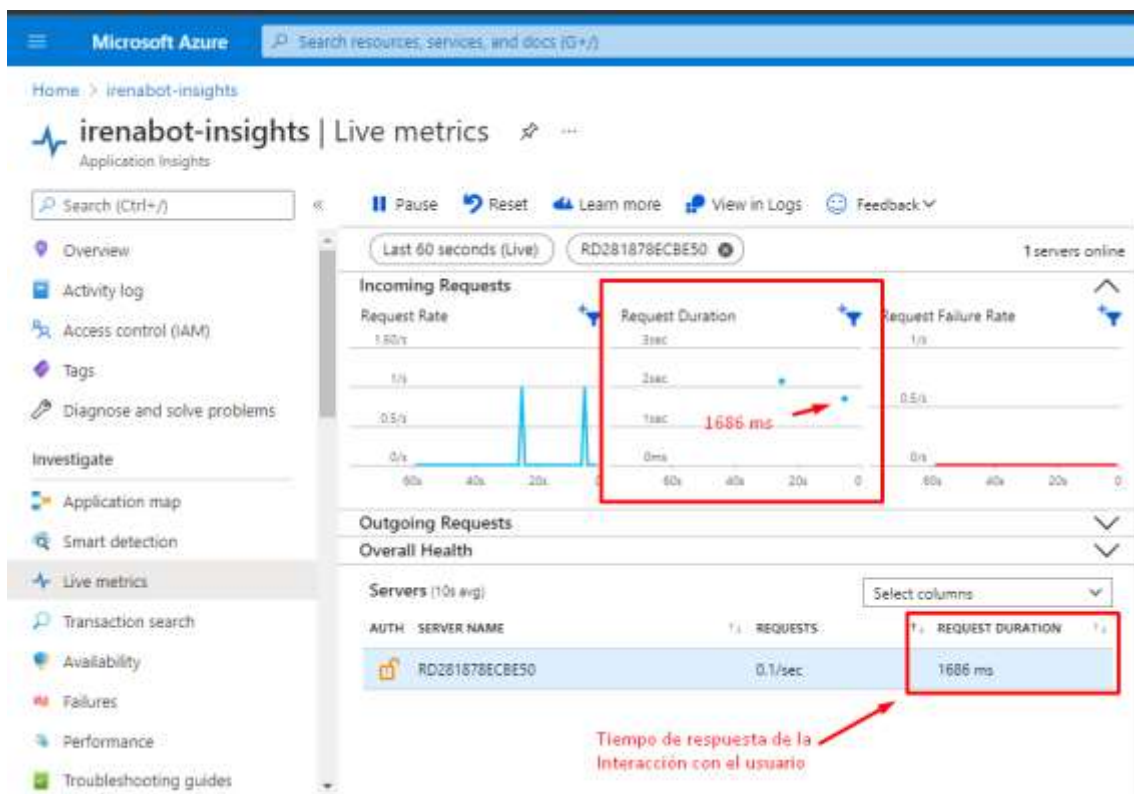 Microsoft Azure
Search resources, services, and docs (G+/)
Home > irenabot-insights
irenabot-insights | Live metrics ...
Application Insights
Search (Ctrl+/) «
Pause Reset Learn more View in Logs Feedback
Overview
Activity log
Access control (IAM)
Tags
Diagnose and solve problems
Investigate
Application map
Smart detection
Live metrics
Transaction search
Availability
Failures
Performance
Troubleshooting guides
Last 60 seconds (Live) RD281878ECBE50 1 servers online
Incoming Requests
Request Rate
1.60/s
1/s
0.5/s
0/s
60s 40s 20s 0
Request Duration
3sec
2sec
1sec
0ms
60s 40s 20s 0
1686 ms
Request Failure Rate
1/s
0.5/s
0/s
60s 40s 20s 0
Outgoing Requests
Overall Health
Servers (10s avg) Select columns
AUTH SERVER NAME REQUESTS REQUEST DURATION
RD281878ECBE50 0.1/sec 1686 ms
Tiempo de respuesta de la
Interacción con el usuario